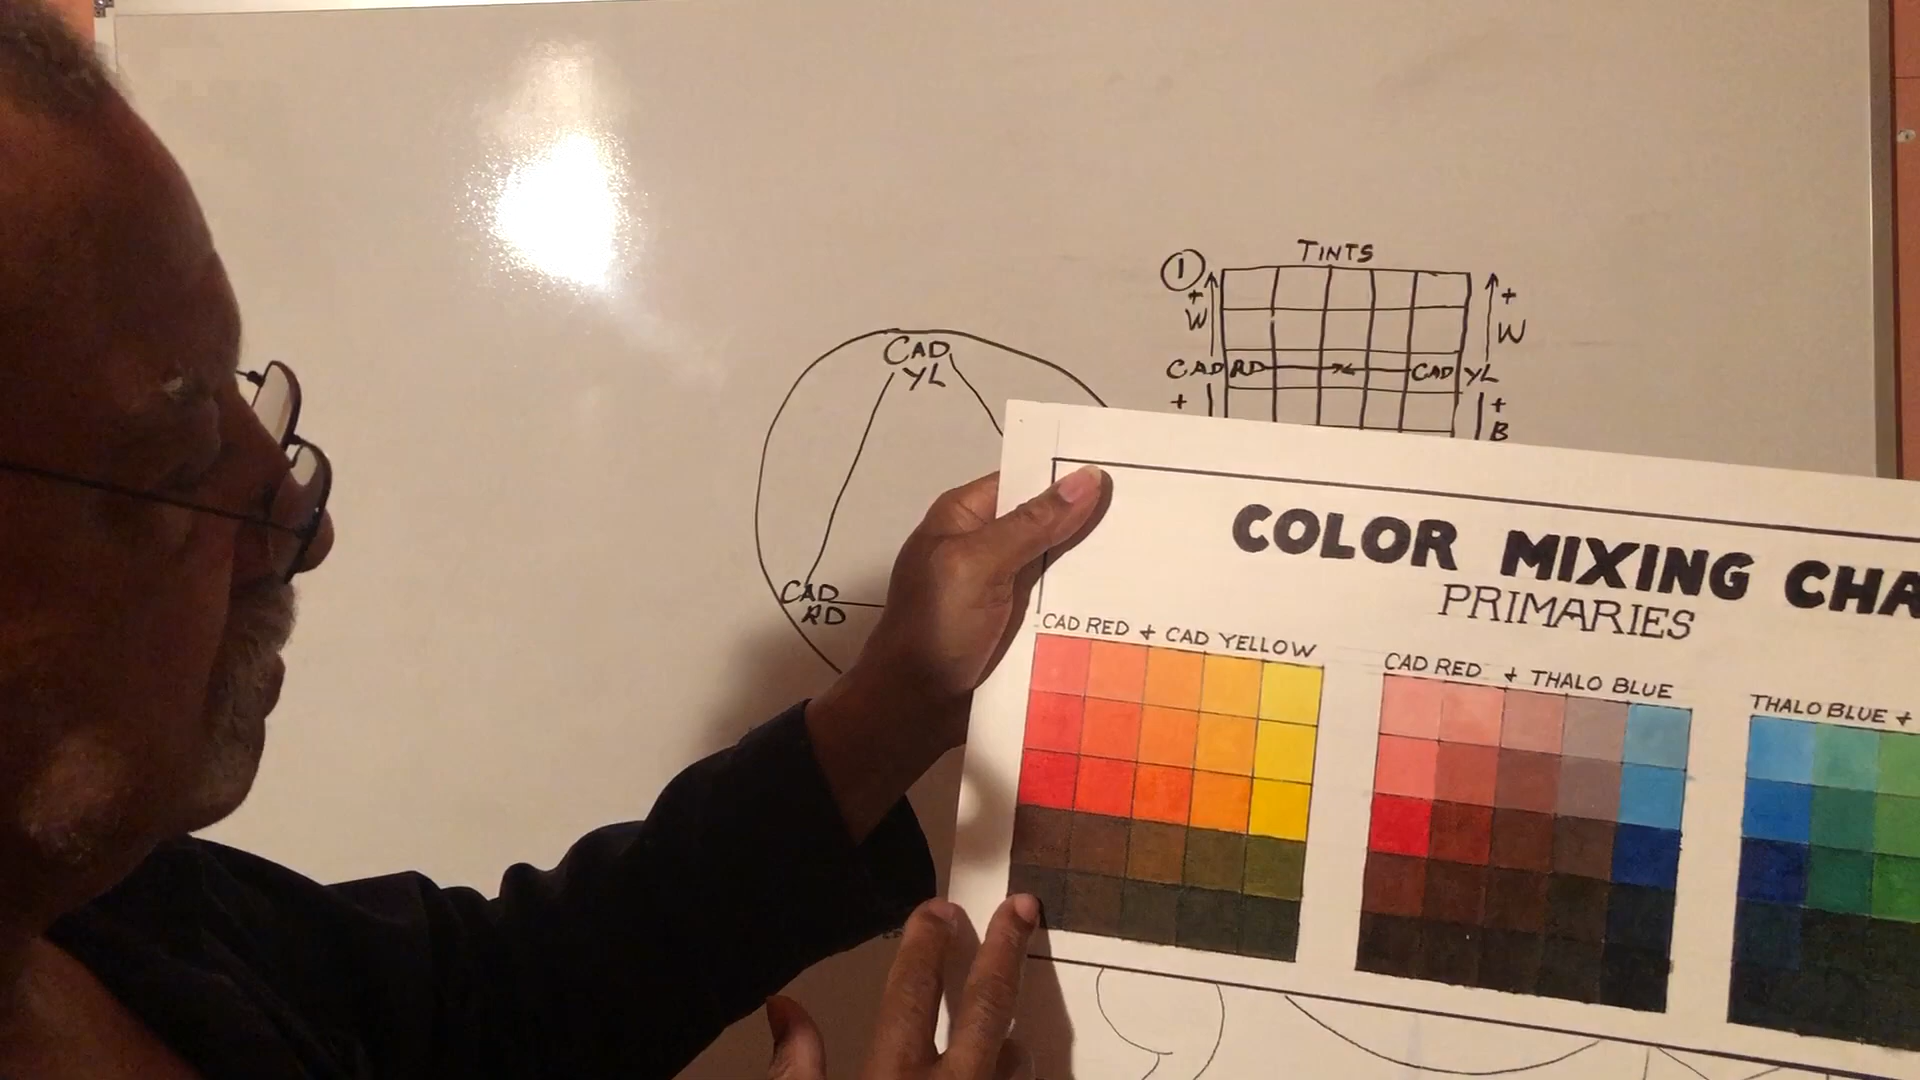 TINTS
1
+
W
+
W
CAD RD CAD YL
+
+
B
CAD
YL
CAD
RD
COLOR MIXING CHA
PRIMARIES
CAD RED + CAD YELLOW
CAD RED + THALO BLUE
THALO BLUE +